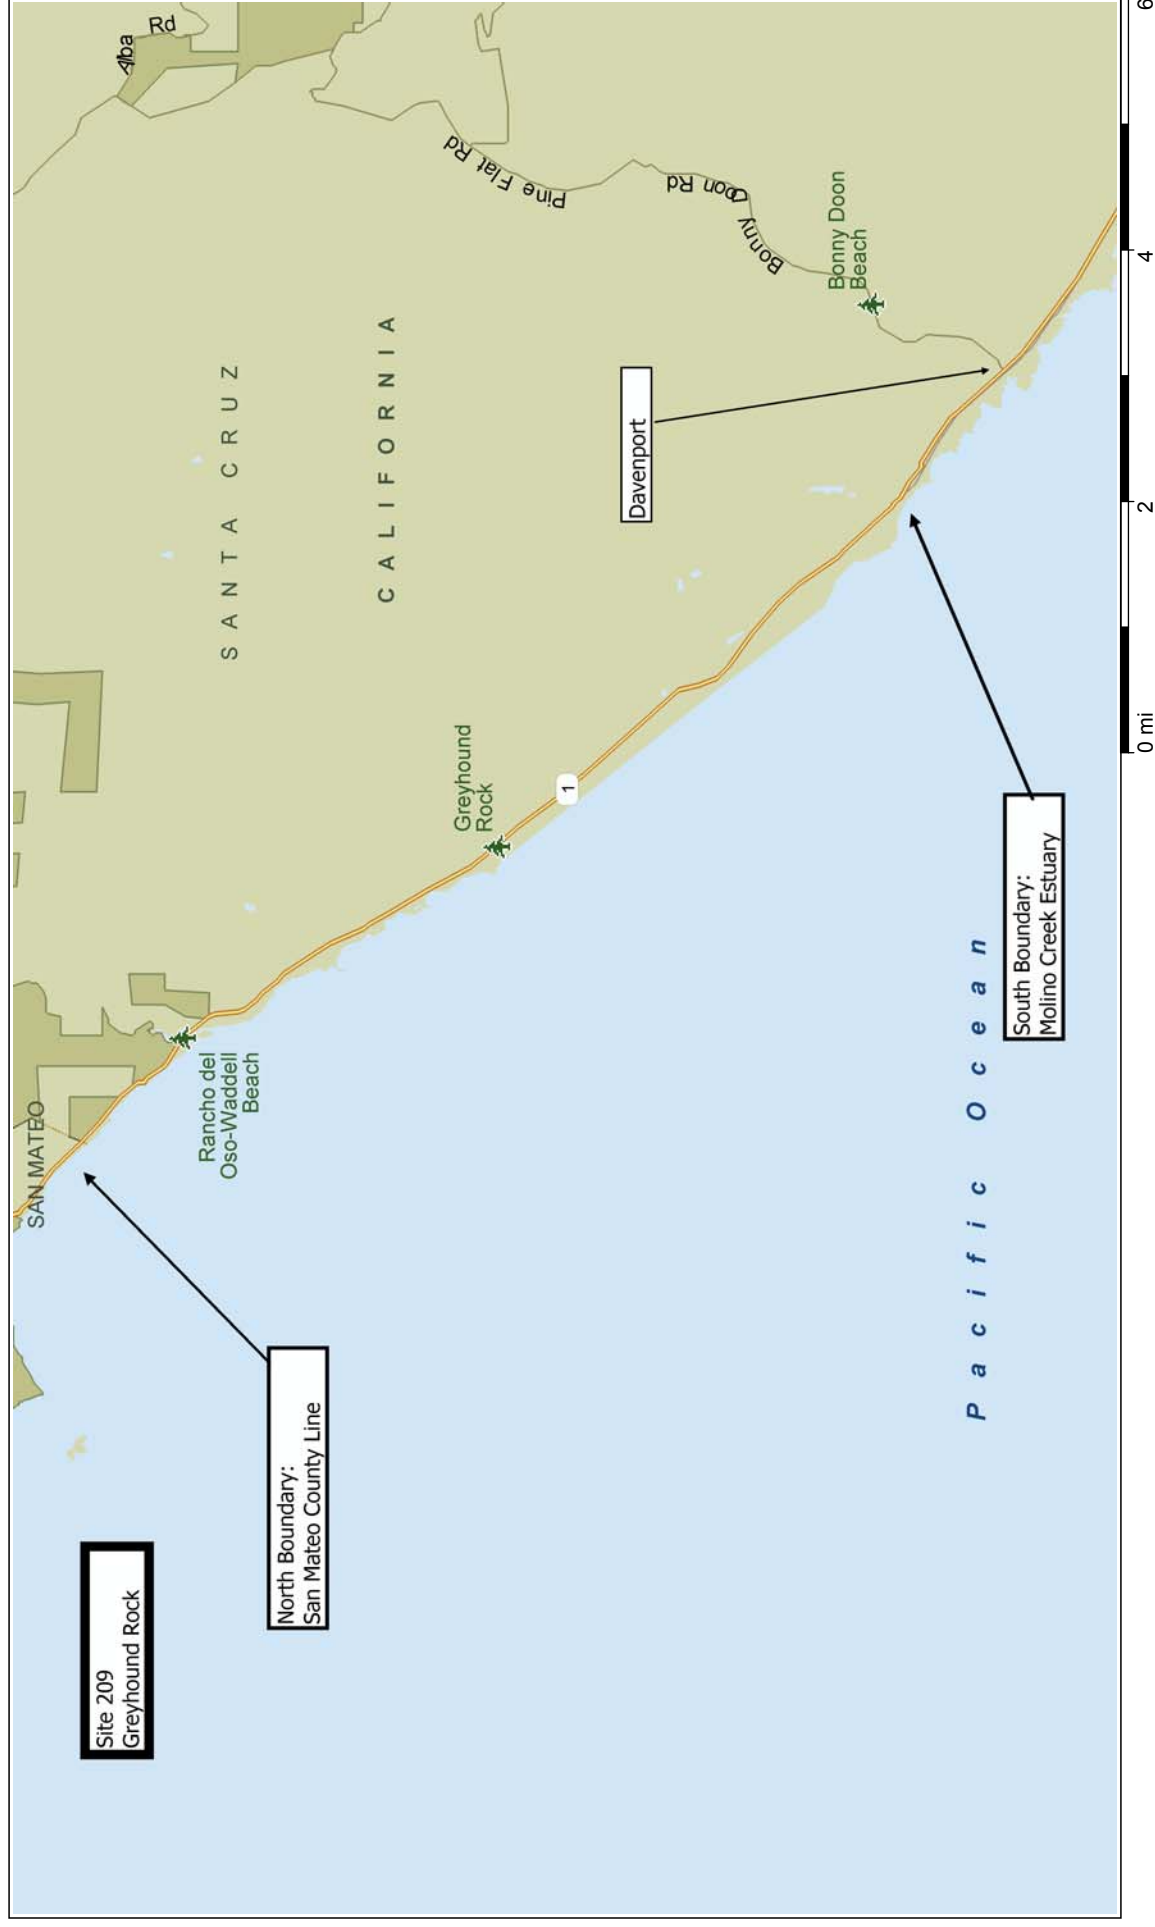 Site 209
Greyhound Rock
North Boundary:
San Mateo County Line
SAN MATEO
Rancho del
Oso-Waddell
Beach
Greyhound
Rock
1
SANTA CRUZ
CALIFORNIA
Alba Rd
Pine Flat Rd
Bonny Doon Rd
Bonny Doon
Beach
Davenport
South Boundary:
Molino Creek Estuary
Pacific Ocean
0 mi
2
4
6